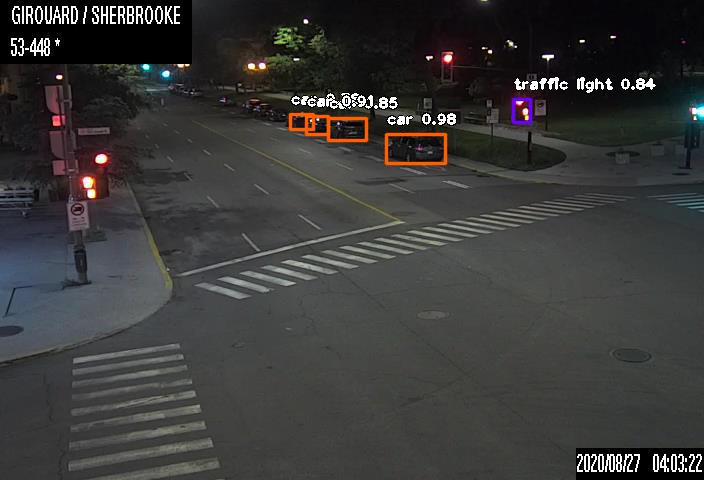 GIROUARD / SHERBROOKE
53-448 *
traffic light 0.84
car 0.98
2020/08/27 04:03:22